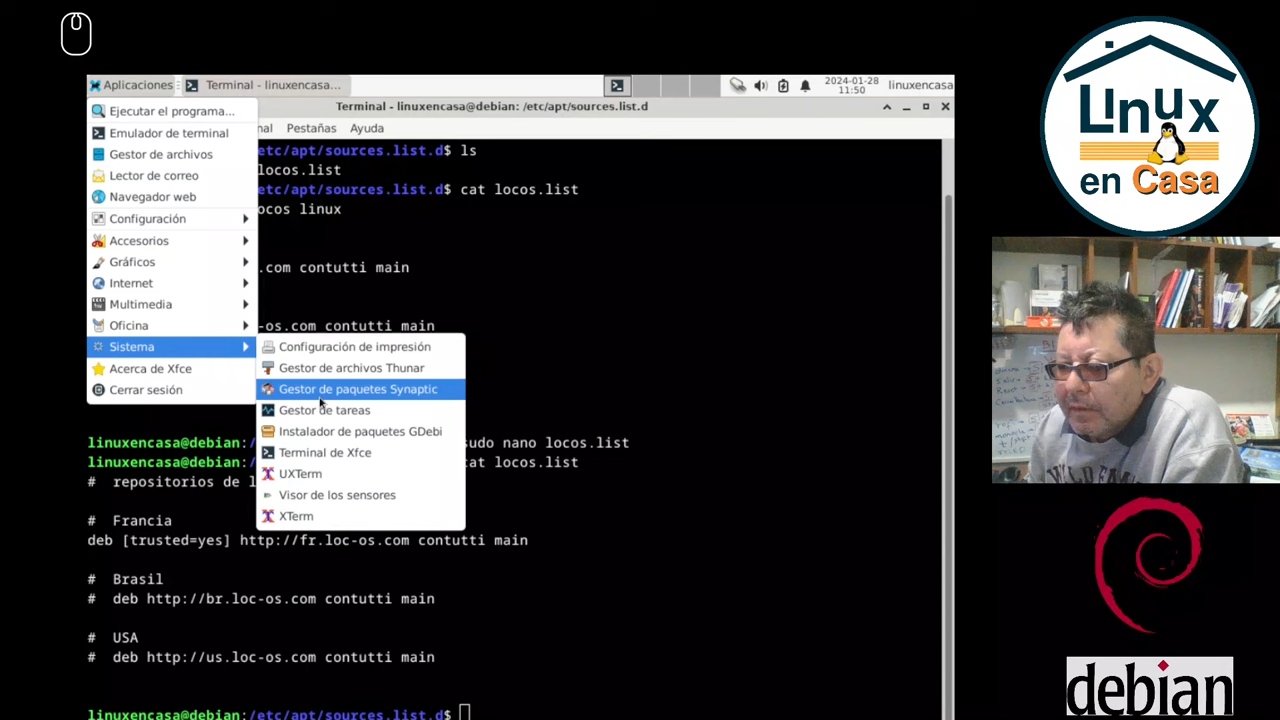 Aplicaciones
Terminal - linuxencasa...
2024-01-28
11:50
linuxencasa
Terminal - linuxencasa@debian: /etc/apt/sources.list.d
Ejecutar el programa...
Emulador de terminal
Gestor de archivos
Lector de correo
Navegador web
Configuración
Accesorios
Gráficos
Internet
Multimedia
Oficina
Sistema
Acerca de Xfce
Cerrar sesión
Configuración de impresión
Gestor de archivos Thunar
Gestor de paquetes Synaptic
Gestor de tareas
Instalador de paquetes GDebi
Terminal de Xfce
UXTerm
Visor de los sensores
XTerm
nal Pestañas Ayuda
etc/apt/sources.list.d$ ls
locos.list
etc/apt/sources.list.d$ cat locos.list
ocos linux
.com contutti main
-os.com contutti main
linuxencasa@debian:/ sudo nano locos.list
linuxencasa@debian:/ cat locos.list
# repositorios de l
# Francia
deb [trusted=yes] http://fr.loc-os.com contutti main
# Brasil
# deb http://br.loc-os.com contutti main
# USA
# deb http://us.loc-os.com contutti main
linuxencasa@debian:/etc/apt/sources.list.d$
Linux
en Casa
debian